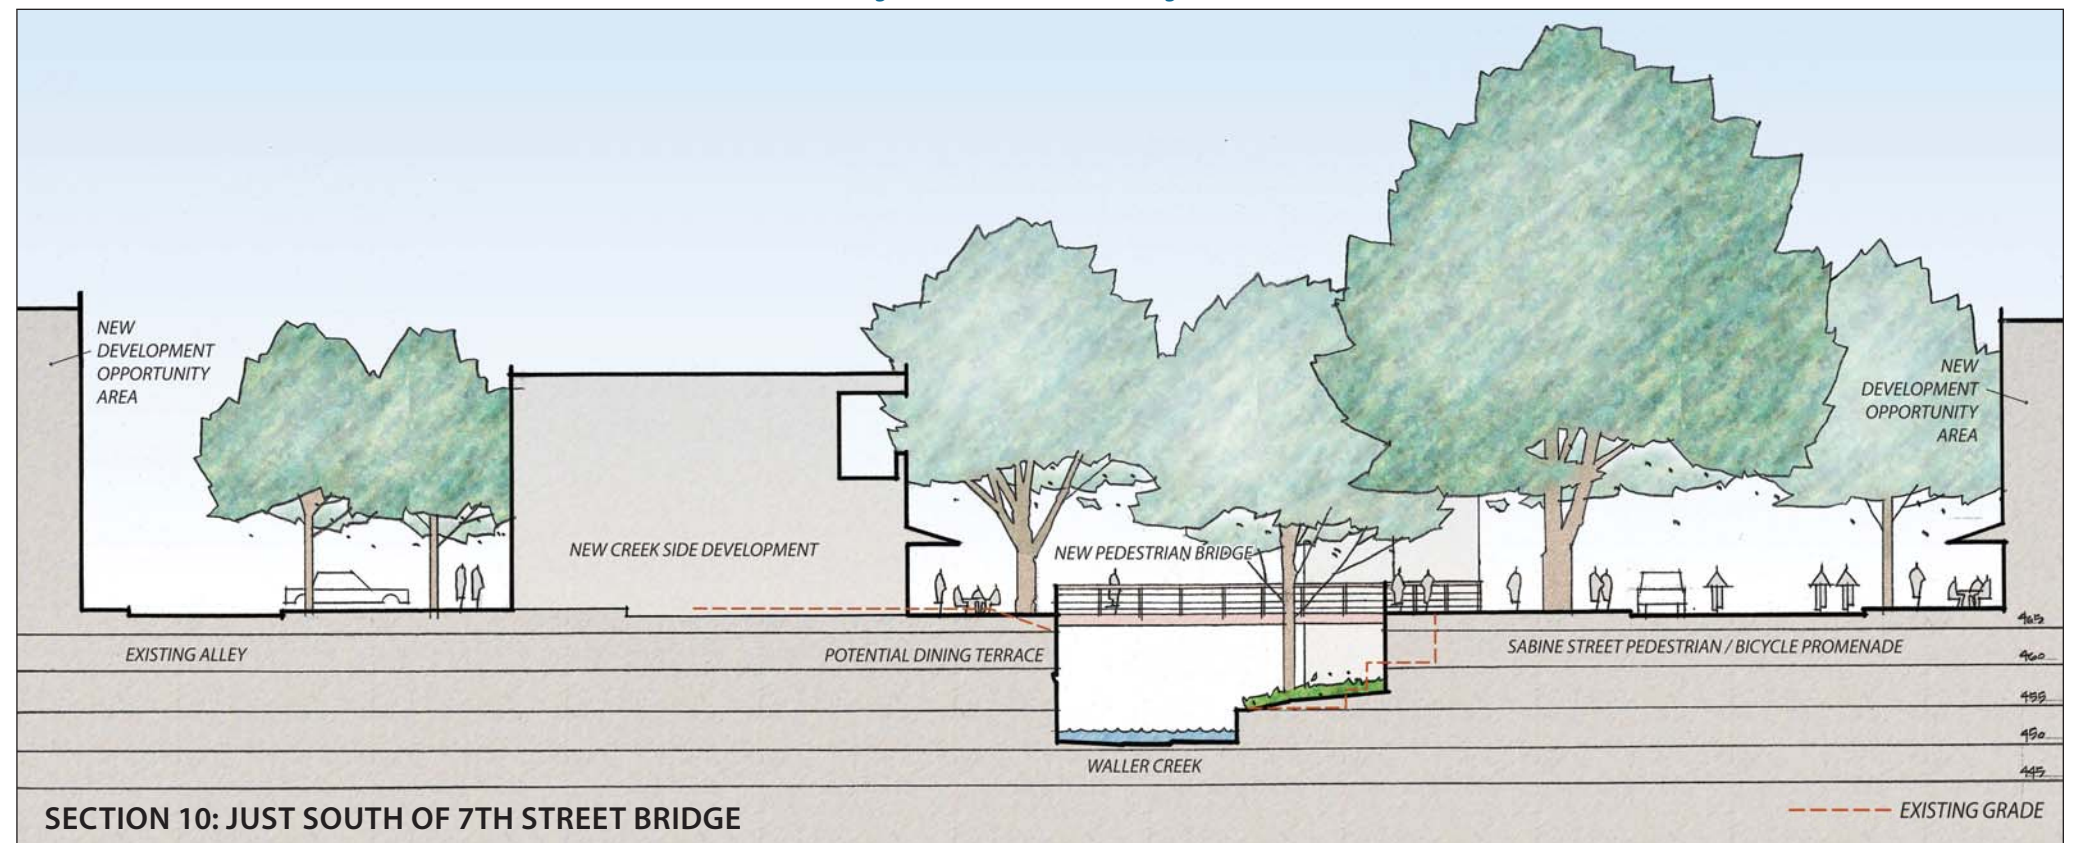 NEW
DEVELOPMENT
OPPORTUNITY
AREA
NEW CREEK SIDE DEVELOPMENT
NEW PEDESTRIAN BRIDGE
NEW
DEVELOPMENT
OPPORTUNITY
AREA
EXISTING ALLEY
POTENTIAL DINING TERRACE
SABINE STREET PEDESTRIAN / BICYCLE PROMENADE
465
460
455
450
445
WALLER CREEK
SECTION 10: JUST SOUTH OF 7TH STREET BRIDGE
EXISTING GRADE